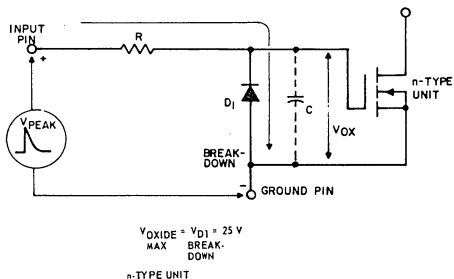 INPUT
PIN
R
+
n-TYPE
UNIT
D1
C
VPEAK
VOX
BREAK-
DOWN
-
GROUND PIN
VOXIDE = VD1 = 25 V
MAX BREAK-
DOWN
n-TYPE UNIT